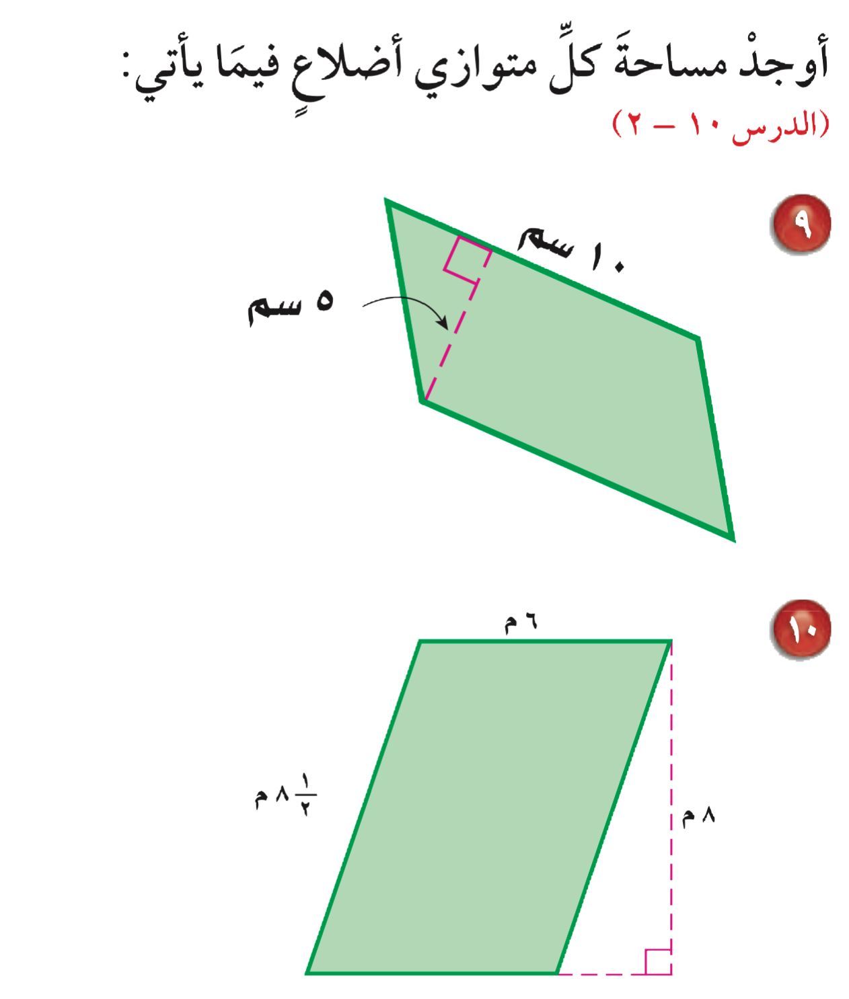 أوجدْ مساحةَ كلِّ متوازي أضلاعٍ فيمَا يأتي:
(الدرس ١٠ – ٢)
٩
١٠ سم
٥ سم
١٠
٦ م
٨ ١/٢ م
٨ م